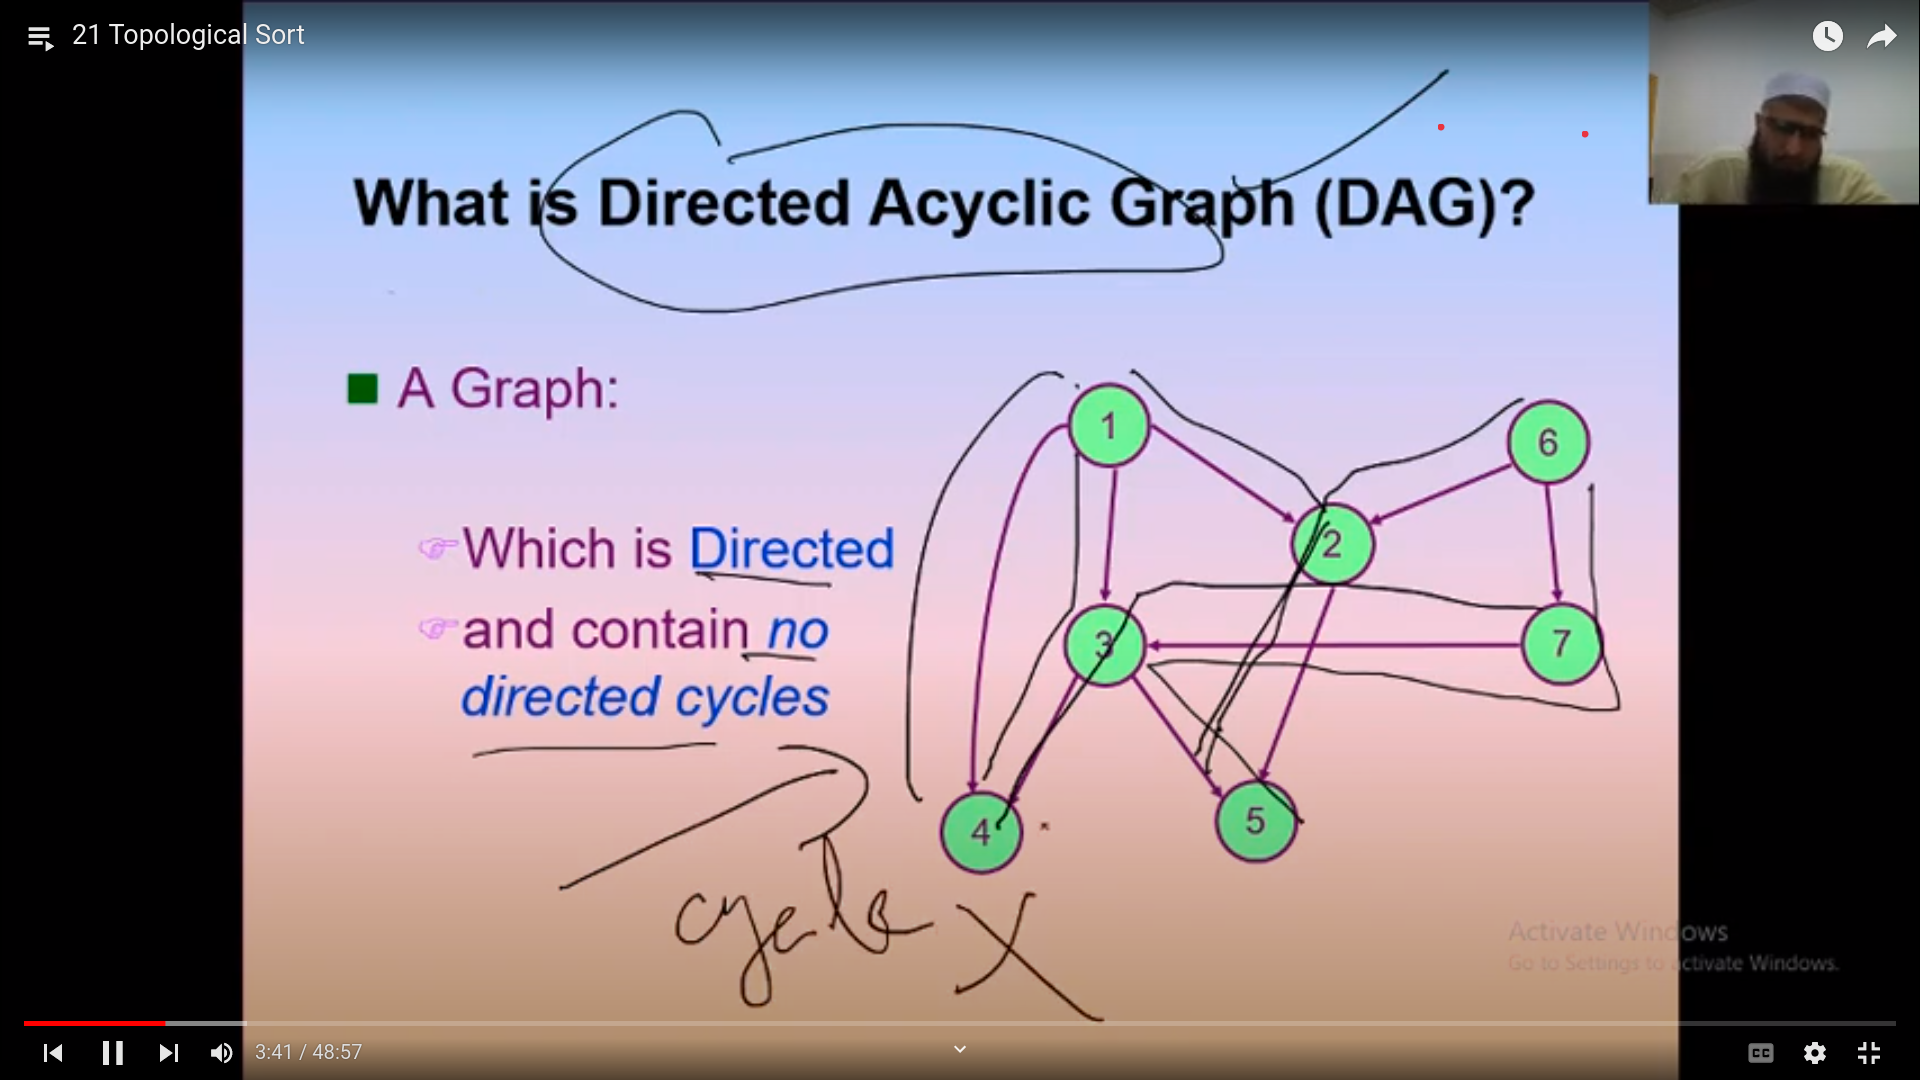 21 Topological Sort
What is Directed Acyclic Graph (DAG)?
A Graph:
Which is Directed
and contain no
directed cycles
1
6
2
3
7
4
5
cycle X
Activate Windows
Go to Settings to activate Windows.
3:41 / 48:57
CC